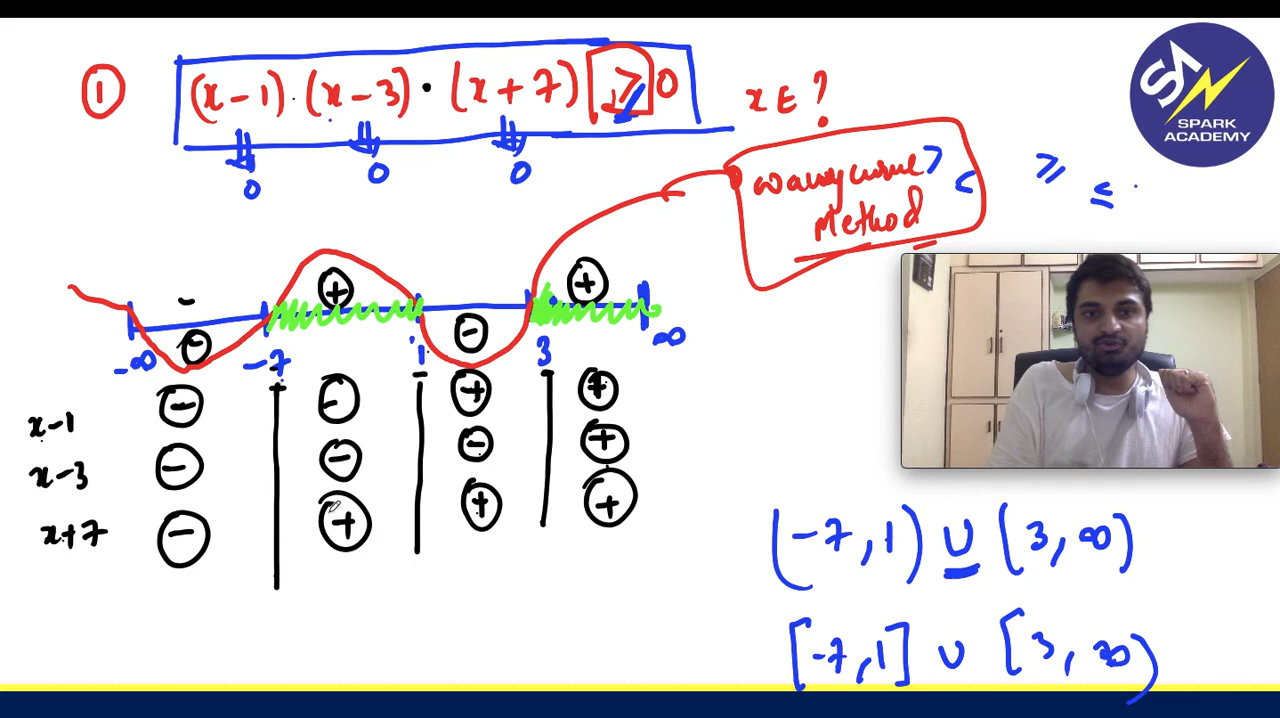 ① (x-1)·(x-3)·(x+7) ≥ 0
x ∈ ?
0 0 0
wavy curve
method
> <
≥ ≤
SPARK
ACADEMY
- + - +
-
-∞ -7 1 3 ∞
x-1 - - + +
x-3 - - - +
x+7 - + + +
(-7, 1) ∪ (3, ∞)
[-7, 1] ∪ [3, ∞)